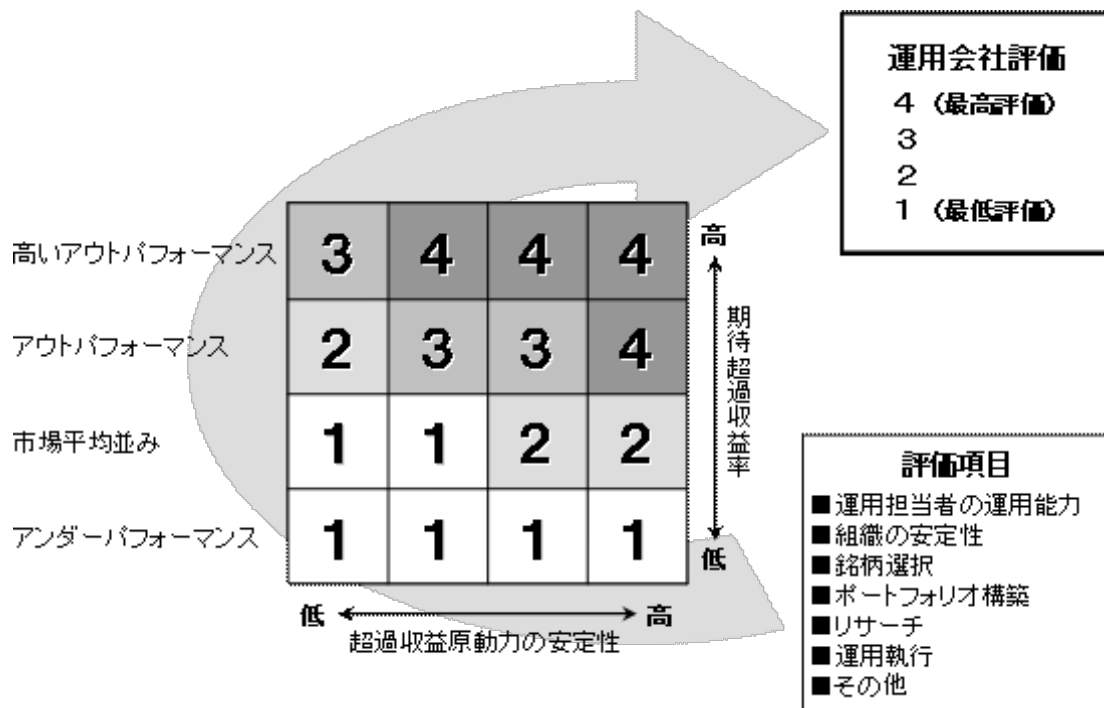 運用会社評価
4 (最高評価)
3
2
1 (最低評価)
高いアウトパフォーマンス
3 4 4 4
高
アウトパフォーマンス
2 3 3 4
期待超過収益率
市場平均並み
1 1 2 2
アンダーパフォーマンス
1 1 1 1
低
低 高
超過収益原動力の安定性
評価項目
■運用担当者の運用能力
■組織の安定性
■銘柄選択
■ポートフォリオ構築
■リサーチ
■運用執行
■その他